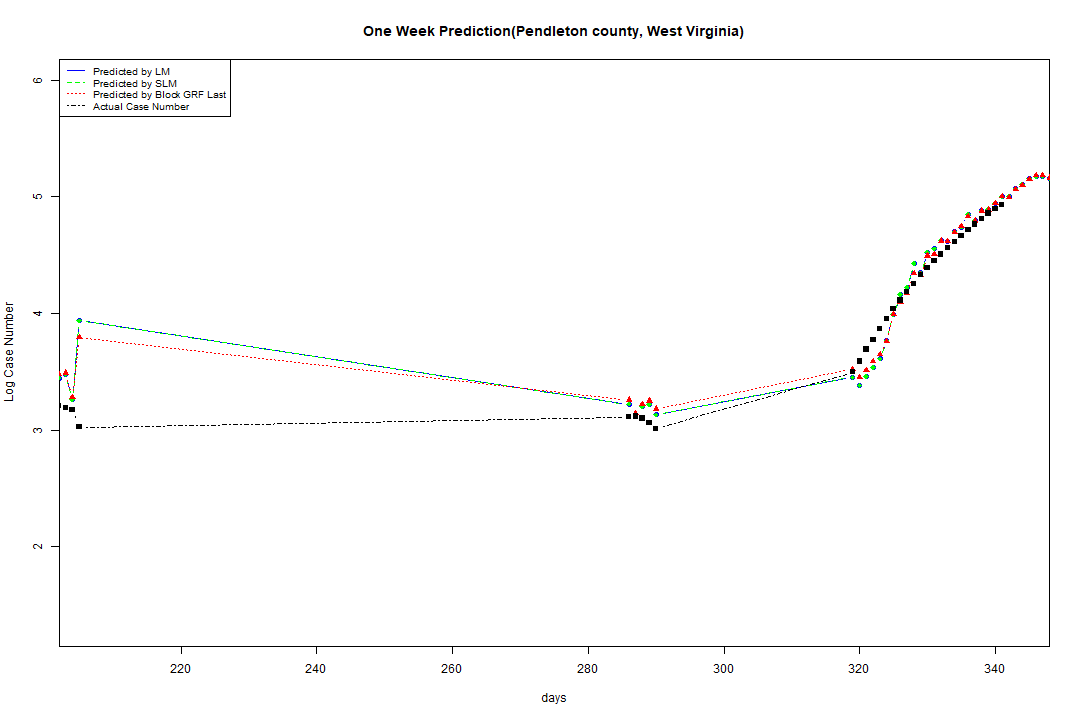 One Week Prediction(Pendleton county, West Virginia)
Predicted by LM
Predicted by SLM
Predicted by Block GRF Last
Actual Case Number
6
5
4
3
2
Log Case Number
220 240 260 280 300 320 340
days